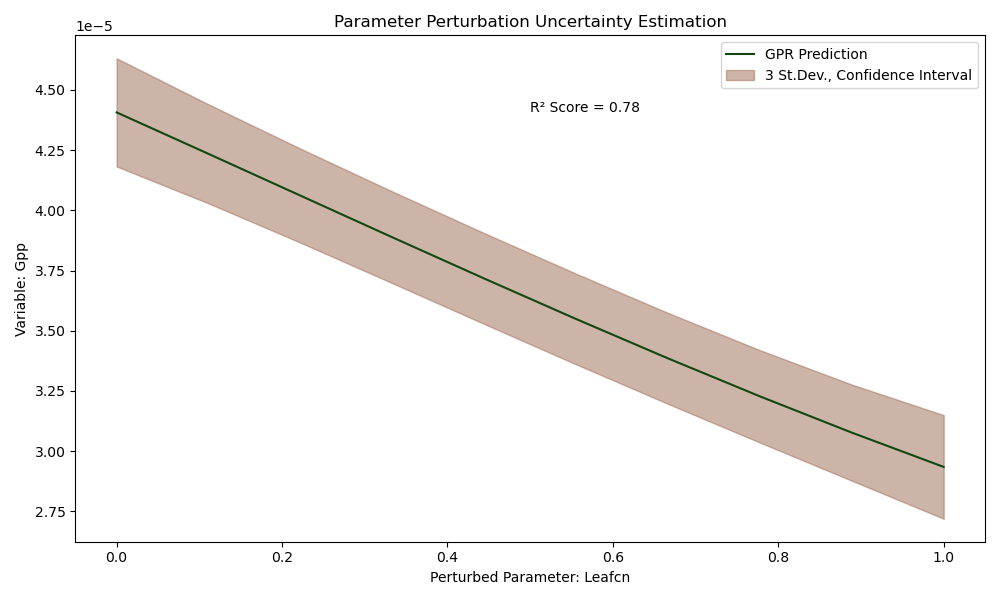 Parameter Perturbation Uncertainty Estimation
1e−5
GPR Prediction
3 St.Dev., Confidence Interval
R² Score = 0.78
4.50
4.25
4.00
3.75
3.50
3.25
3.00
2.75
Variable: Gpp
0.0 0.2 0.4 0.6 0.8 1.0
Perturbed Parameter: Leafcn